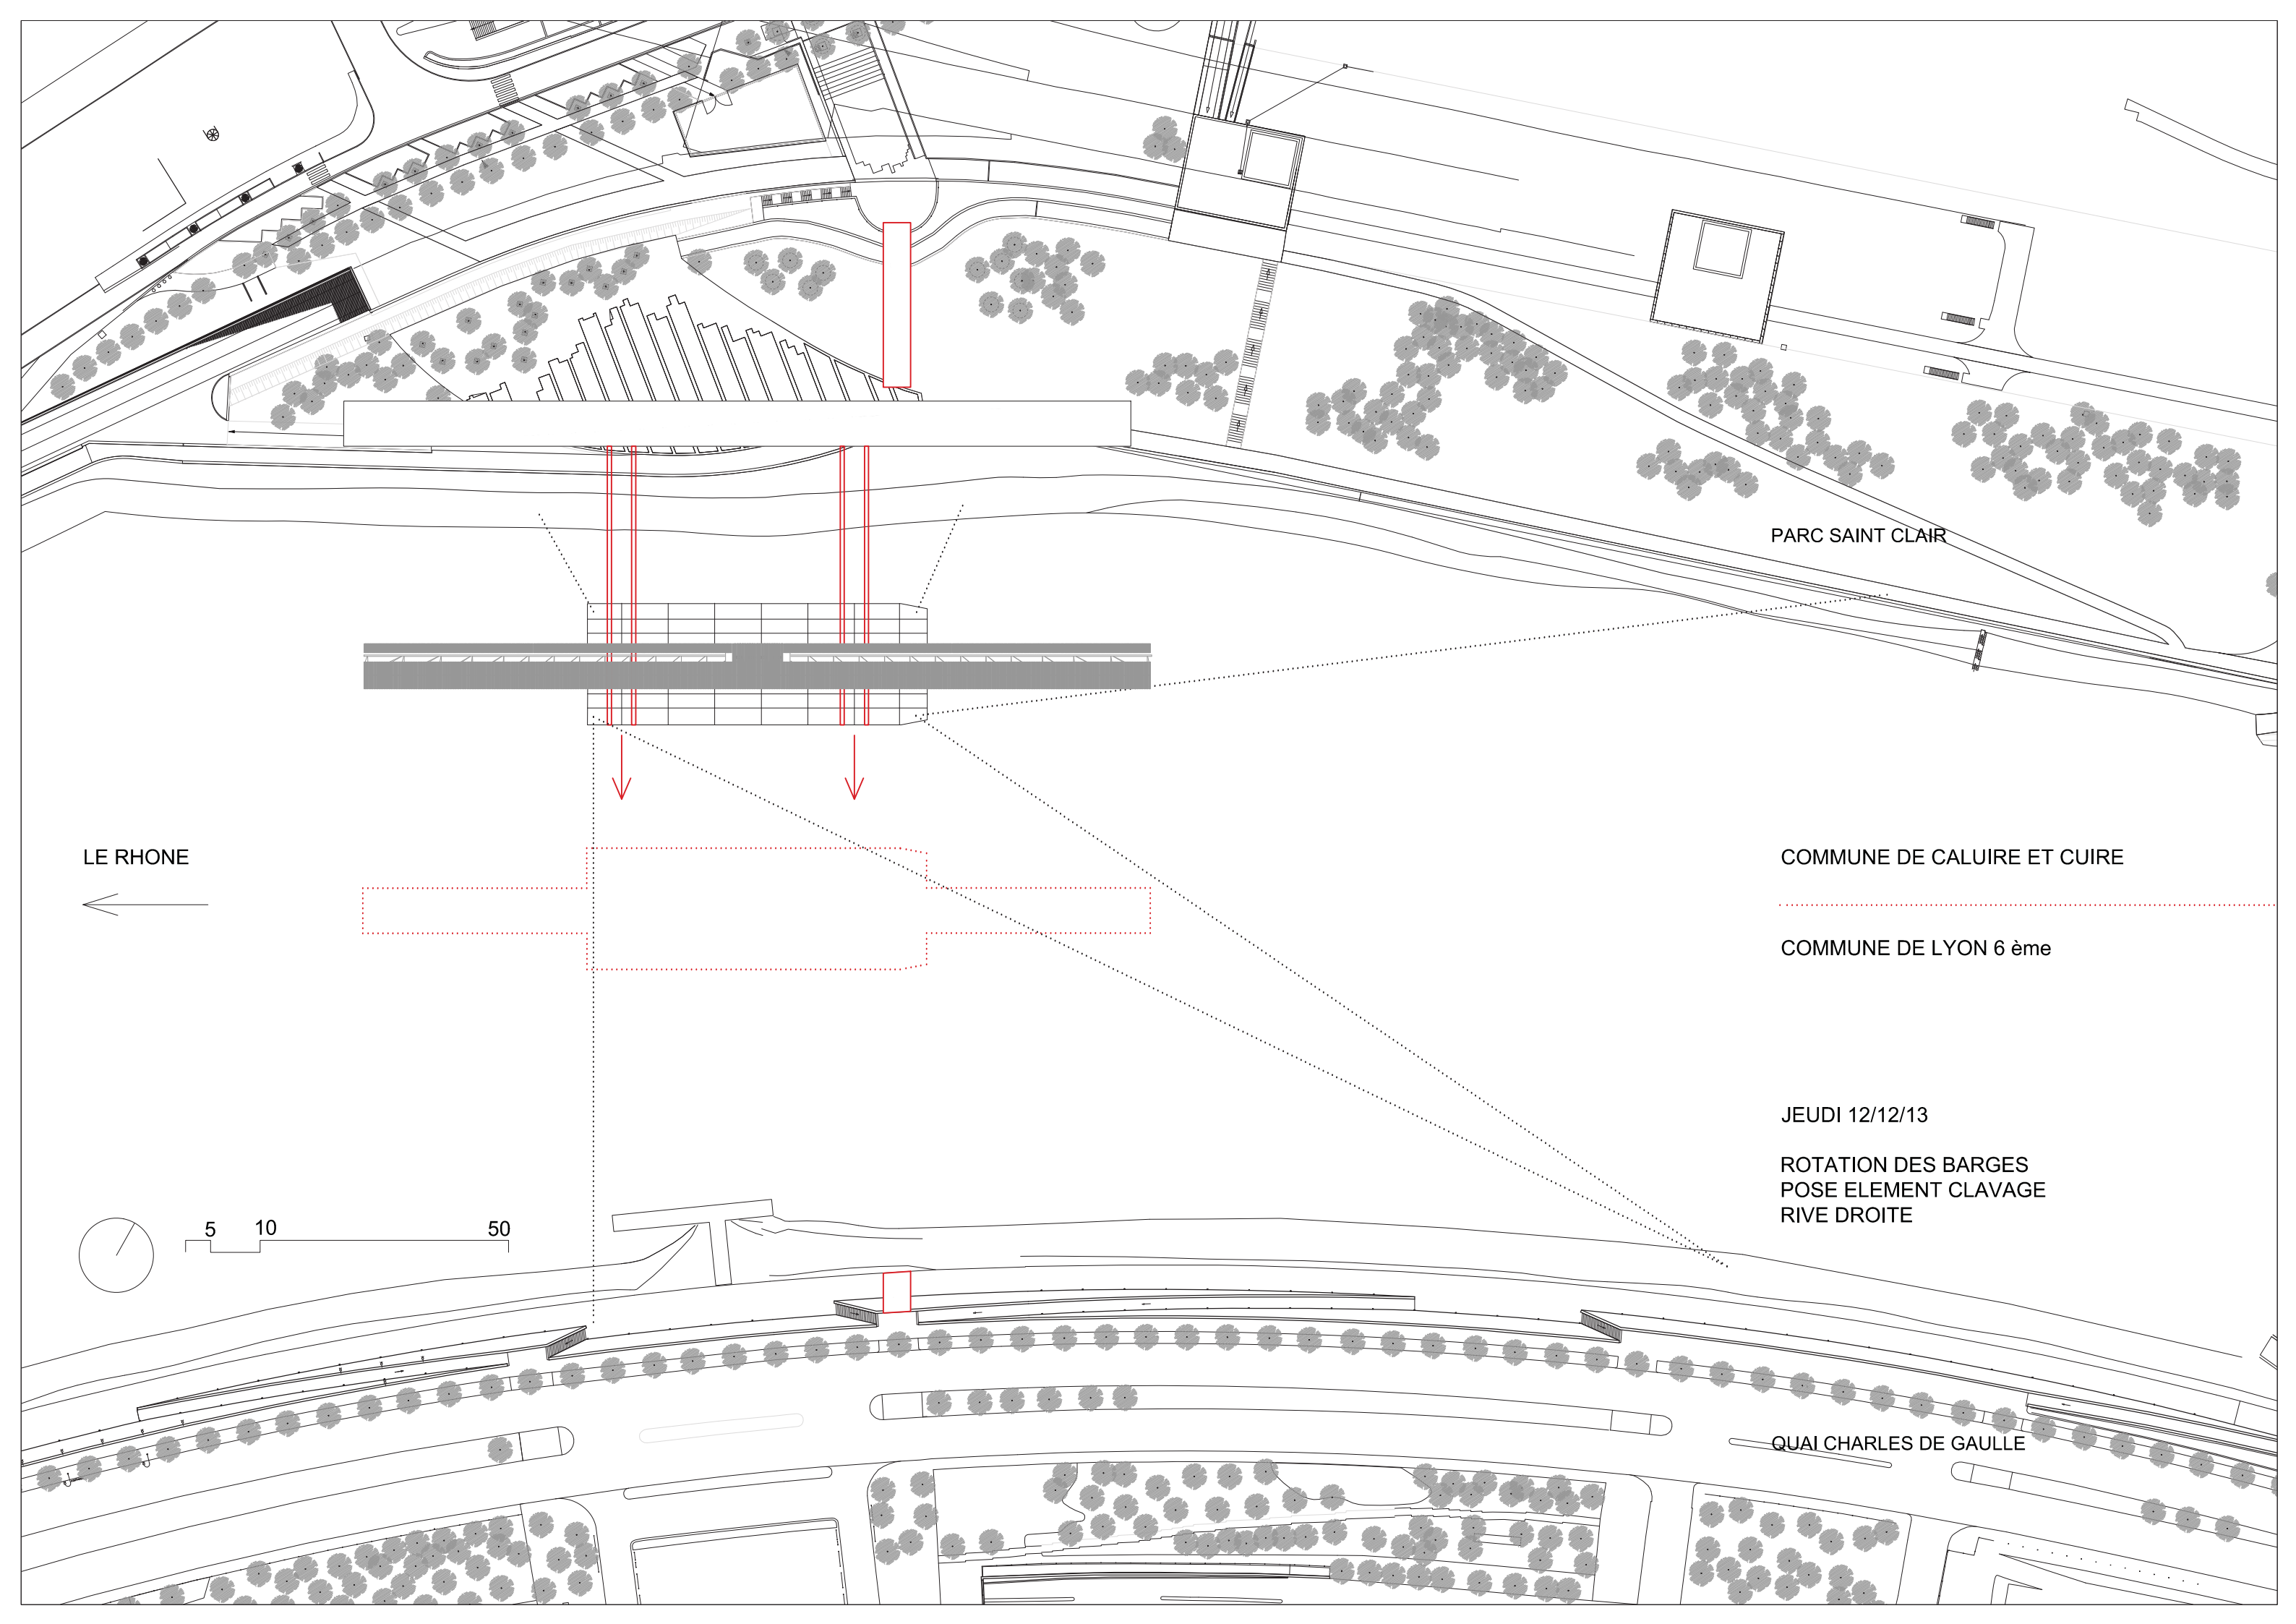 PARC SAINT CLAIR
LE RHONE
COMMUNE DE CALUIRE ET CUIRE
COMMUNE DE LYON 6 ème
JEUDI 12/12/13
ROTATION DES BARGES
POSE ELEMENT CLAVAGE
RIVE DROITE
5 10 50
QUAI CHARLES DE GAULLE